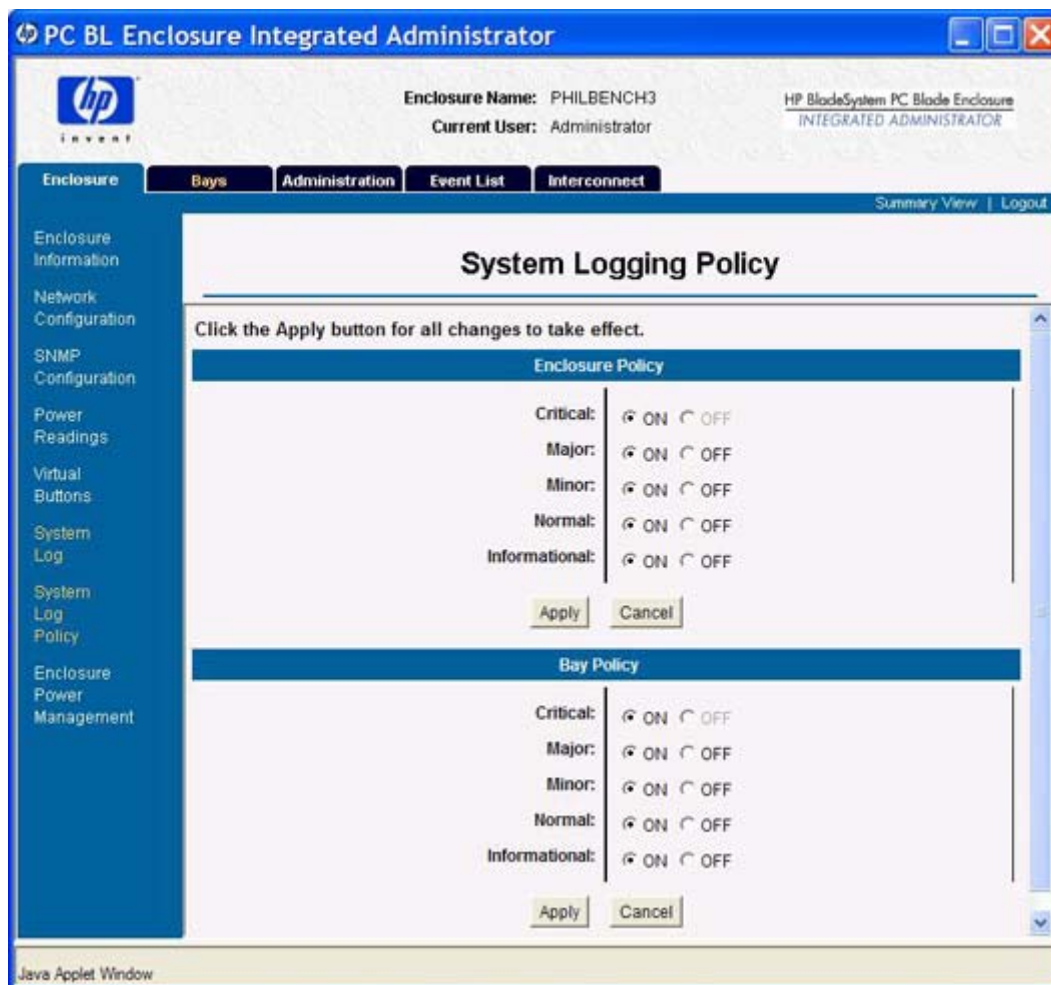 PC BL Enclosure Integrated Administrator
hp
invent
Enclosure Name: PHILBENCH3
Current User: Administrator
HP BladeSystem PC Blade Enclosure
INTEGRATED ADMINISTRATOR
Enclosure Bays Administration Event List Interconnect
Summary View | Logout
Enclosure
Information
Network
Configuration
SNMP
Configuration
Power
Readings
Virtual
Buttons
System
Log
System
Log
Policy
Enclosure
Power
Management
System Logging Policy
Click the Apply button for all changes to take effect.
Enclosure Policy
Critical: ON OFF
Major: ON OFF
Minor: ON OFF
Normal: ON OFF
Informational: ON OFF
Apply Cancel
Bay Policy
Critical: ON OFF
Major: ON OFF
Minor: ON OFF
Normal: ON OFF
Informational: ON OFF
Apply Cancel
Java Applet Window